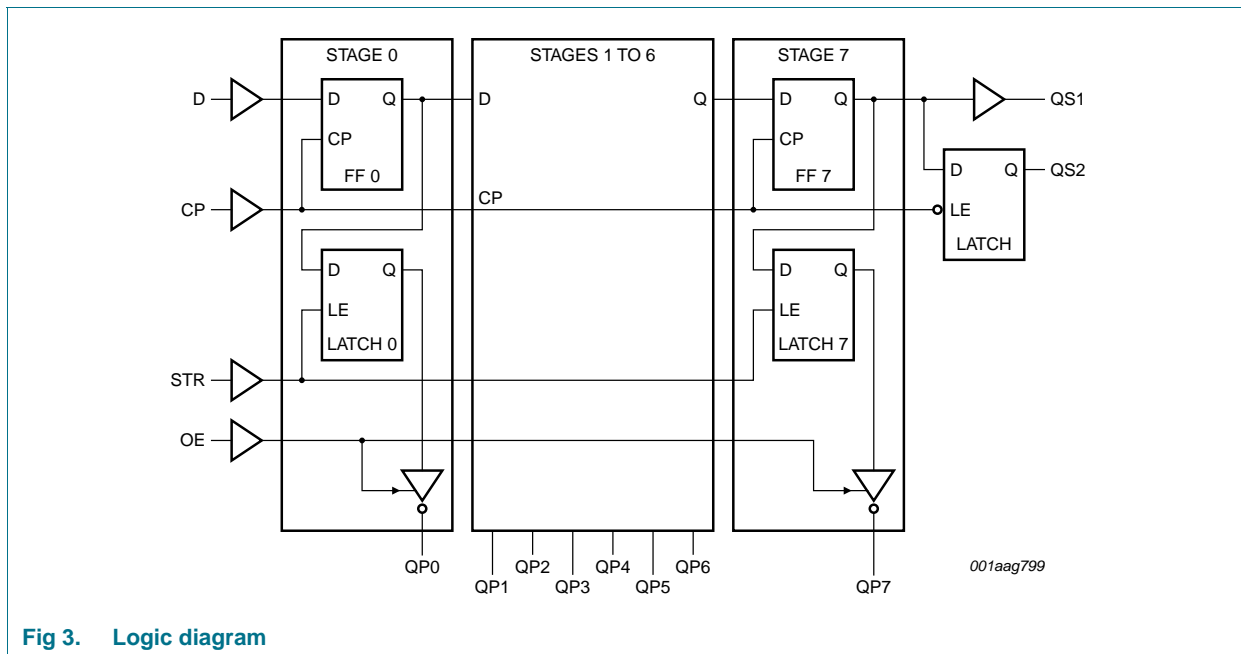 STAGE 0
STAGES 1 TO 6
STAGE 7
D
D
Q
D
Q
D
Q
QS1
CP
CP
D
Q
QS2
FF 0
FF 7
CP
CP
LE
LATCH
D
Q
D
Q
LE
LE
LATCH 0
LATCH 7
STR
OE
QP0
QP1
QP2
QP3
QP4
QP5
QP6
QP7
001aag799
Fig 3. Logic diagram